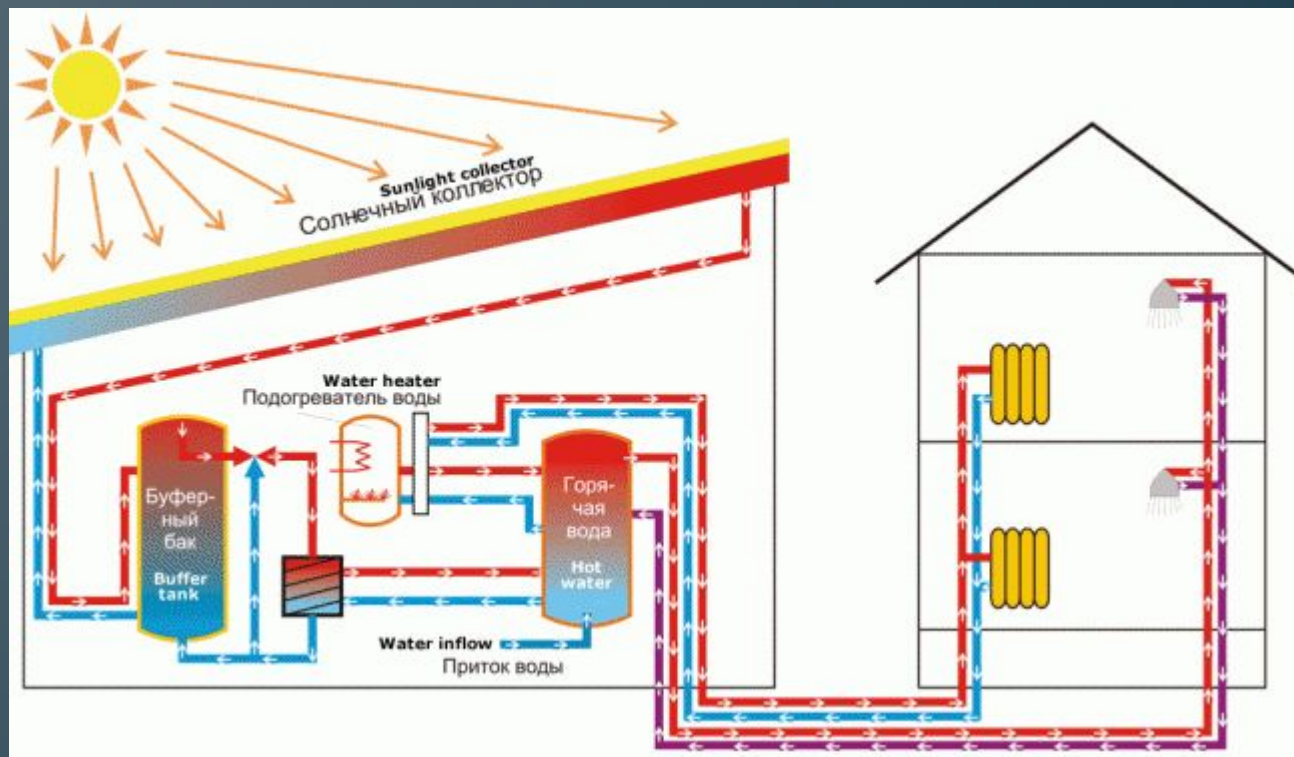 Sunlight collector
Солнечный коллектор
Water heater
Подогреватель воды
Буфер-
ный
бак
Buffer
tank
Горя-
чая
вода
Hot
water
Water inflow
Приток воды